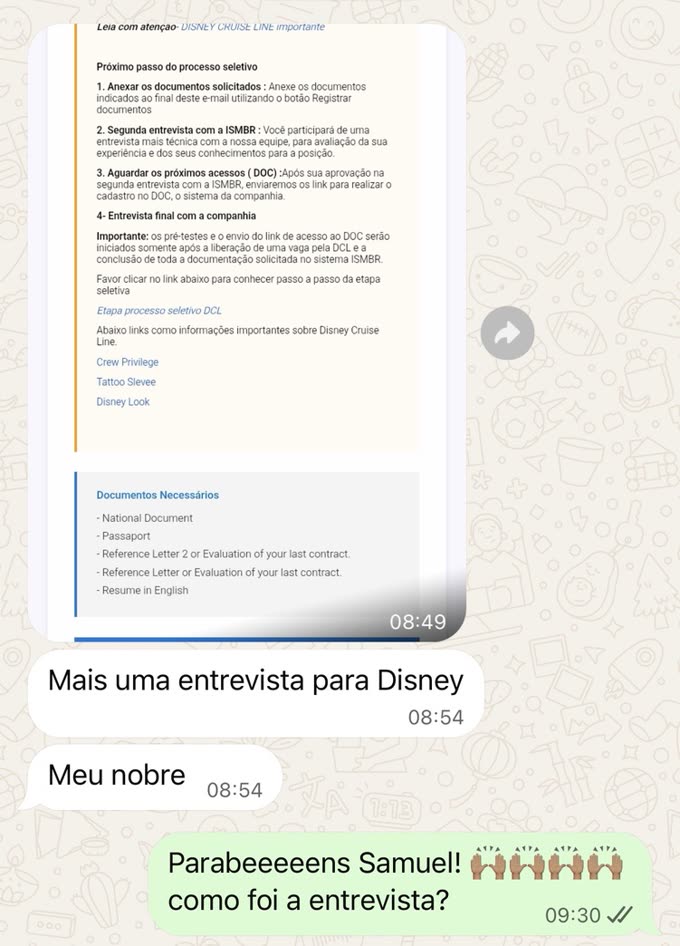 Leia com atenção- DISNEY CRUISE LINE importante
Próximo passo do processo seletivo
1. Anexar os documentos solicitados : Anexe os documentos
indicados ao final deste e-mail utilizando o botão Registrar
documentos
2. Segunda entrevista com a ISMBR : Você participará de uma
entrevista mais técnica com a nossa equipe, para avaliação da sua
experiência e dos seus conhecimentos para a posição.
3. Aguardar os próximos acessos ( DOC) :Após sua aprovação na
segunda entrevista com a ISMBR, enviaremos os link para realizar o
cadastro no DOC, o sistema da companhia.
4- Entrevista final com a companhia
Importante: os pré-testes e o envio do link de acesso ao DOC serão
iniciados somente após a liberação de uma vaga pela DCL e a
conclusão de toda a documentação solicitada no sistema ISMBR.
Favor clicar no link abaixo para conhecer passo a passo da etapa
seletiva
Etapa processo seletivo DCL
Abaixo links como informações importantes sobre Disney Cruise
Line.
Crew Privilege
Tattoo Slevee
Disney Look
Documentos Necessários
- National Document
- Passaport
- Reference Letter 2 or Evaluation of your last contract.
- Reference Letter or Evaluation of your last contract.
- Resume in English
08:49
Mais uma entrevista para Disney
08:54
Meu nobre
08:54
Parabeeeeens Samuel! 🙌🏽🙌🏽🙌🏽🙌🏽
como foi a entrevista?
09:30